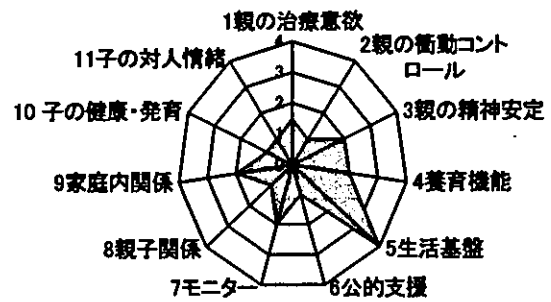 1親の治療意欲
2親の衝動コント
ロール
3親の精神安定
4養育機能
5生活基盤
6公的支援
7モニター
8親子関係
9家庭内関係
10 子の健康・発育
11子の対人情緒
4
3
2
1
0